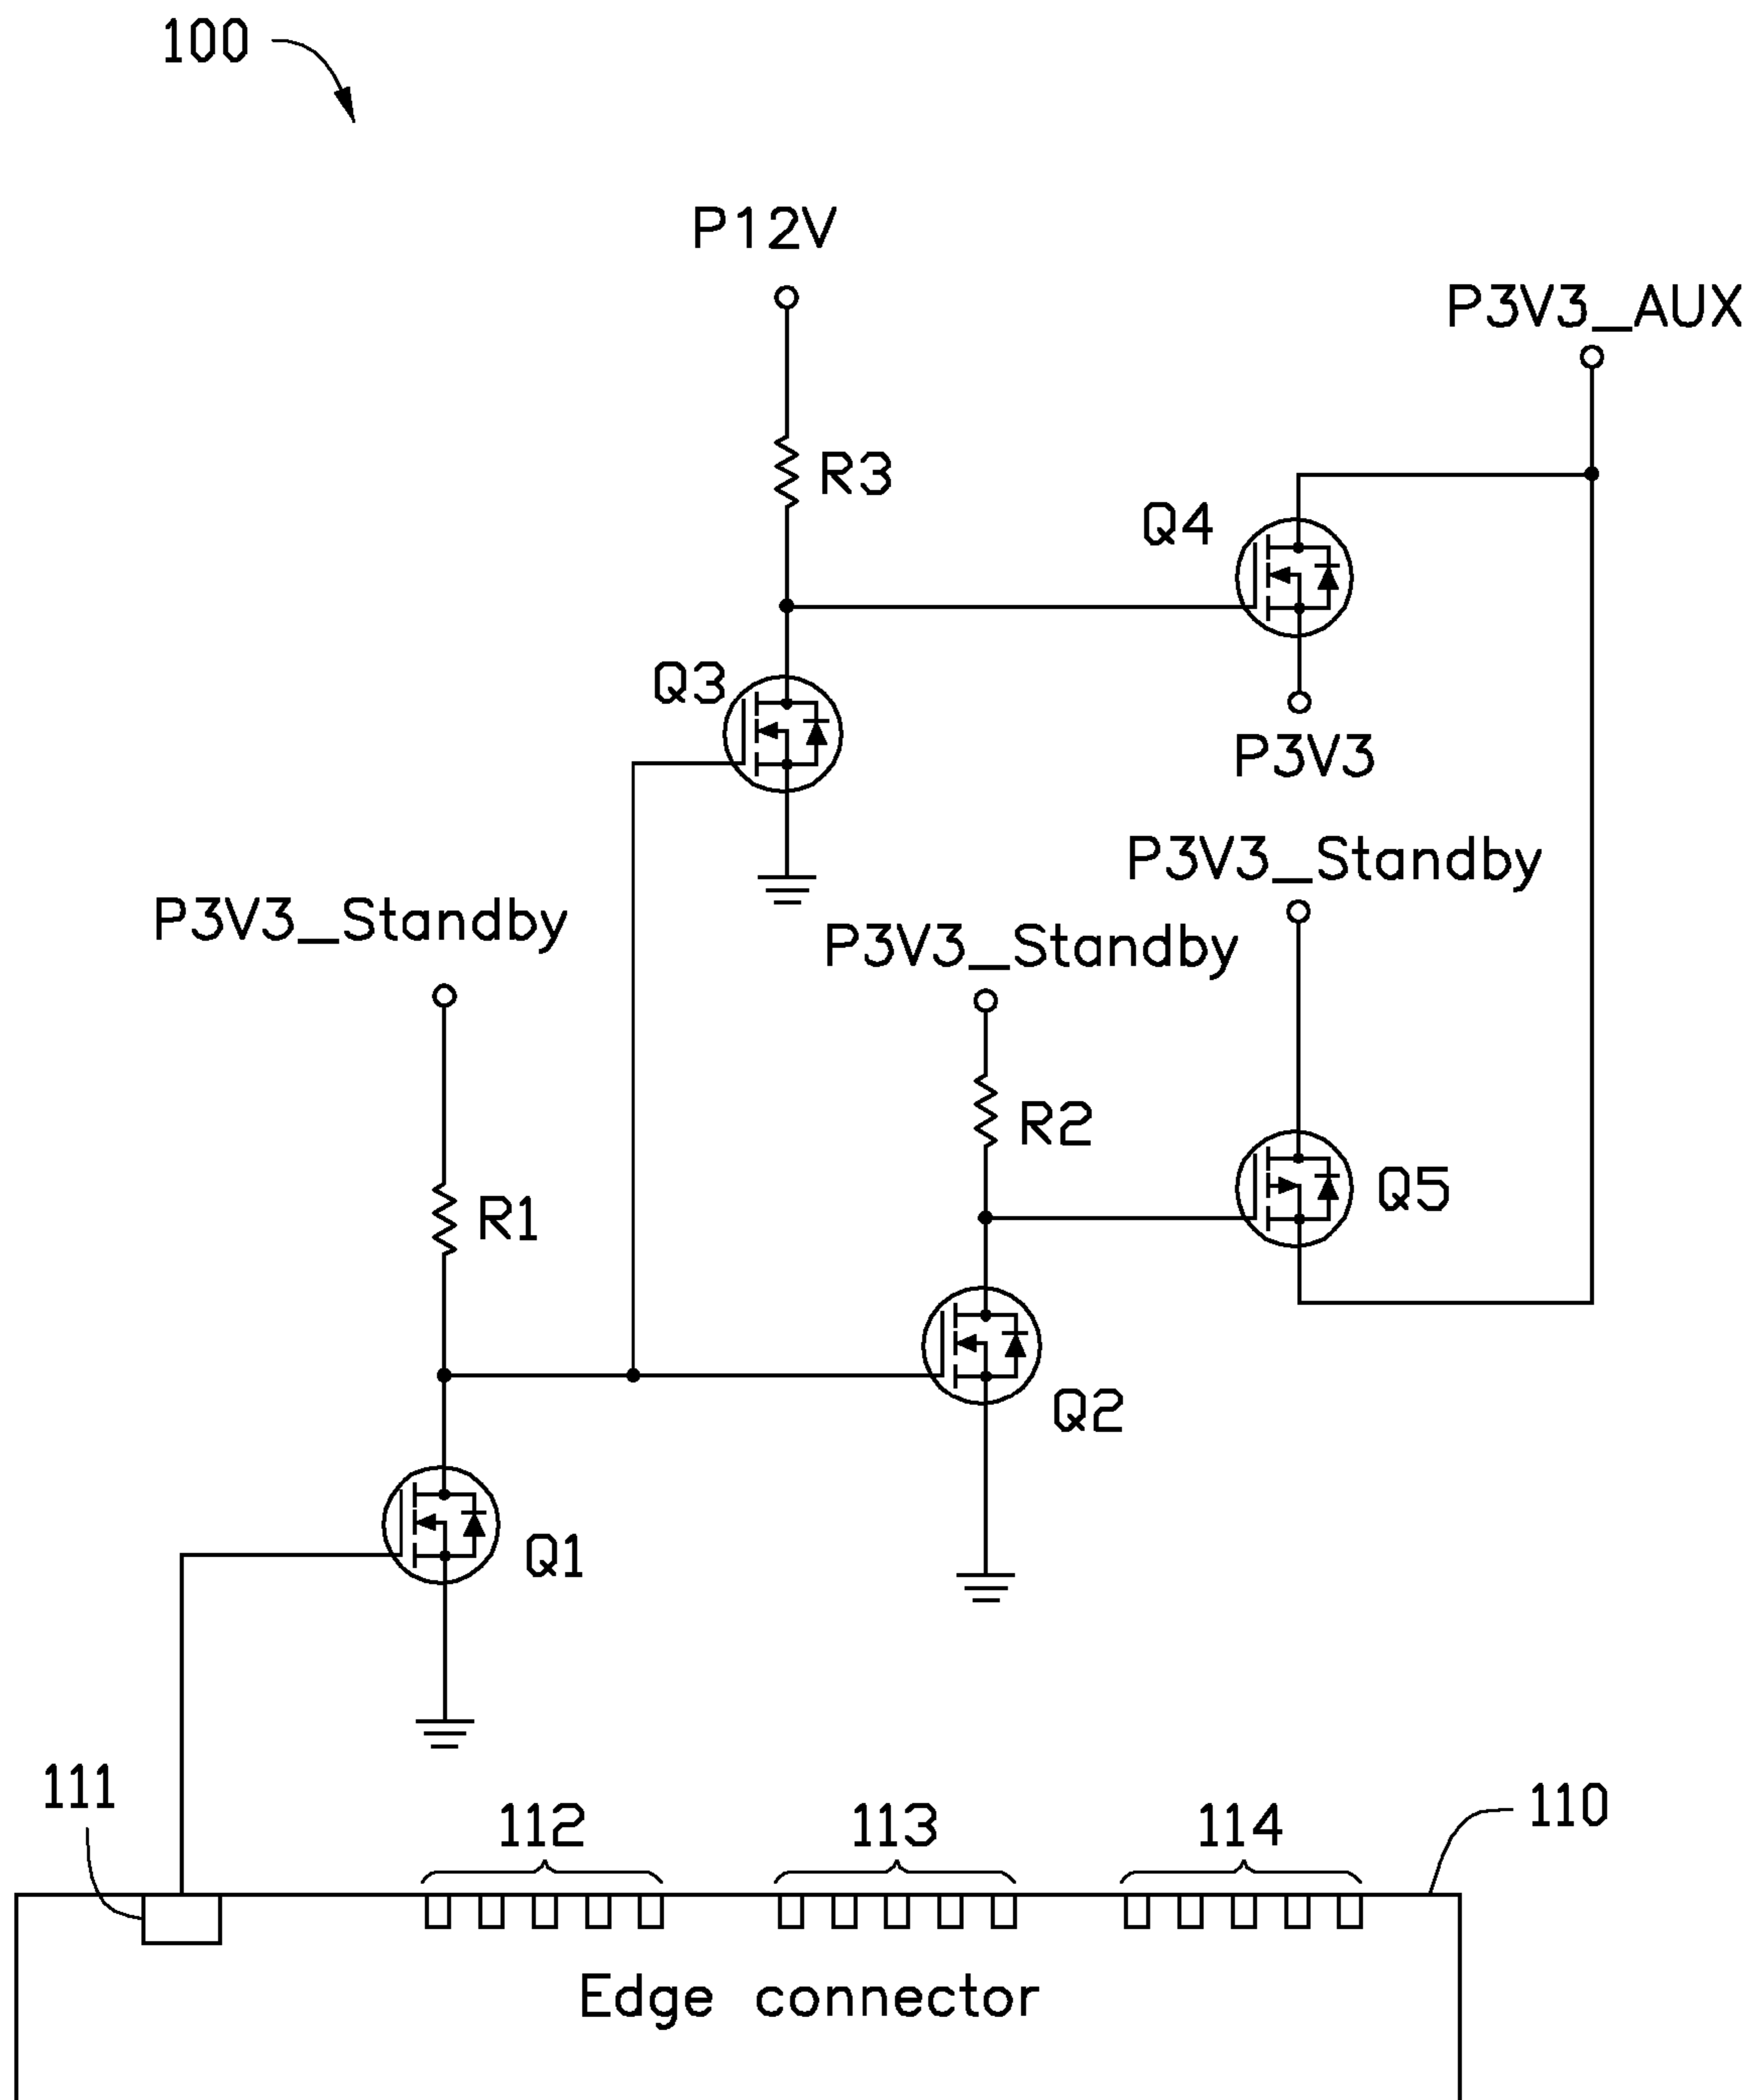 100
P12V
P3V3_AUX
R3
Q4
Q3
P3V3
P3V3_Standby
P3V3_Standby
P3V3_Standby
R2
Q5
R1
Q2
Q1
111
112
113
114
110
Edge connector